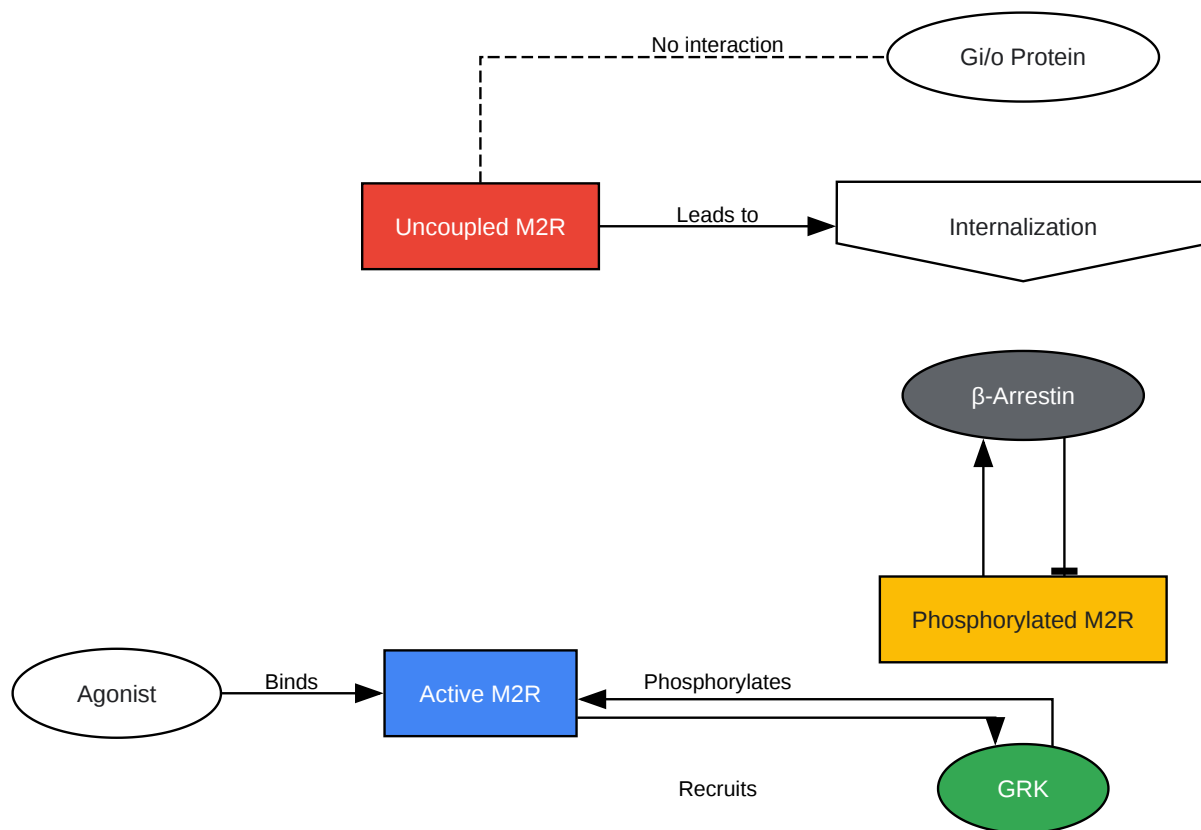 No interaction
Gi/o Protein
Uncoupled M2R
Leads to
Internalization
β-Arrestin
Phosphorylated M2R
Agonist
Binds
Active M2R
Phosphorylates
Recruits
GRK